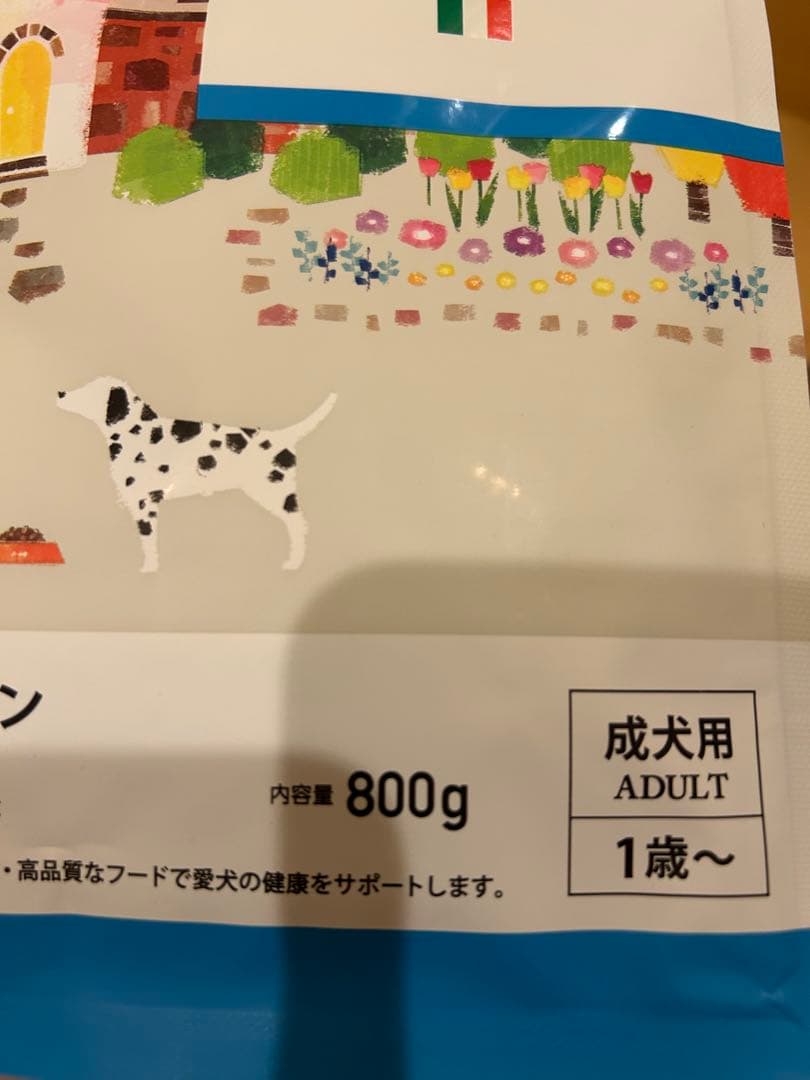 ン
内容量 800g
・高品質なフードで愛犬の健康をサポートします。
成犬用
ADULT
1歳～